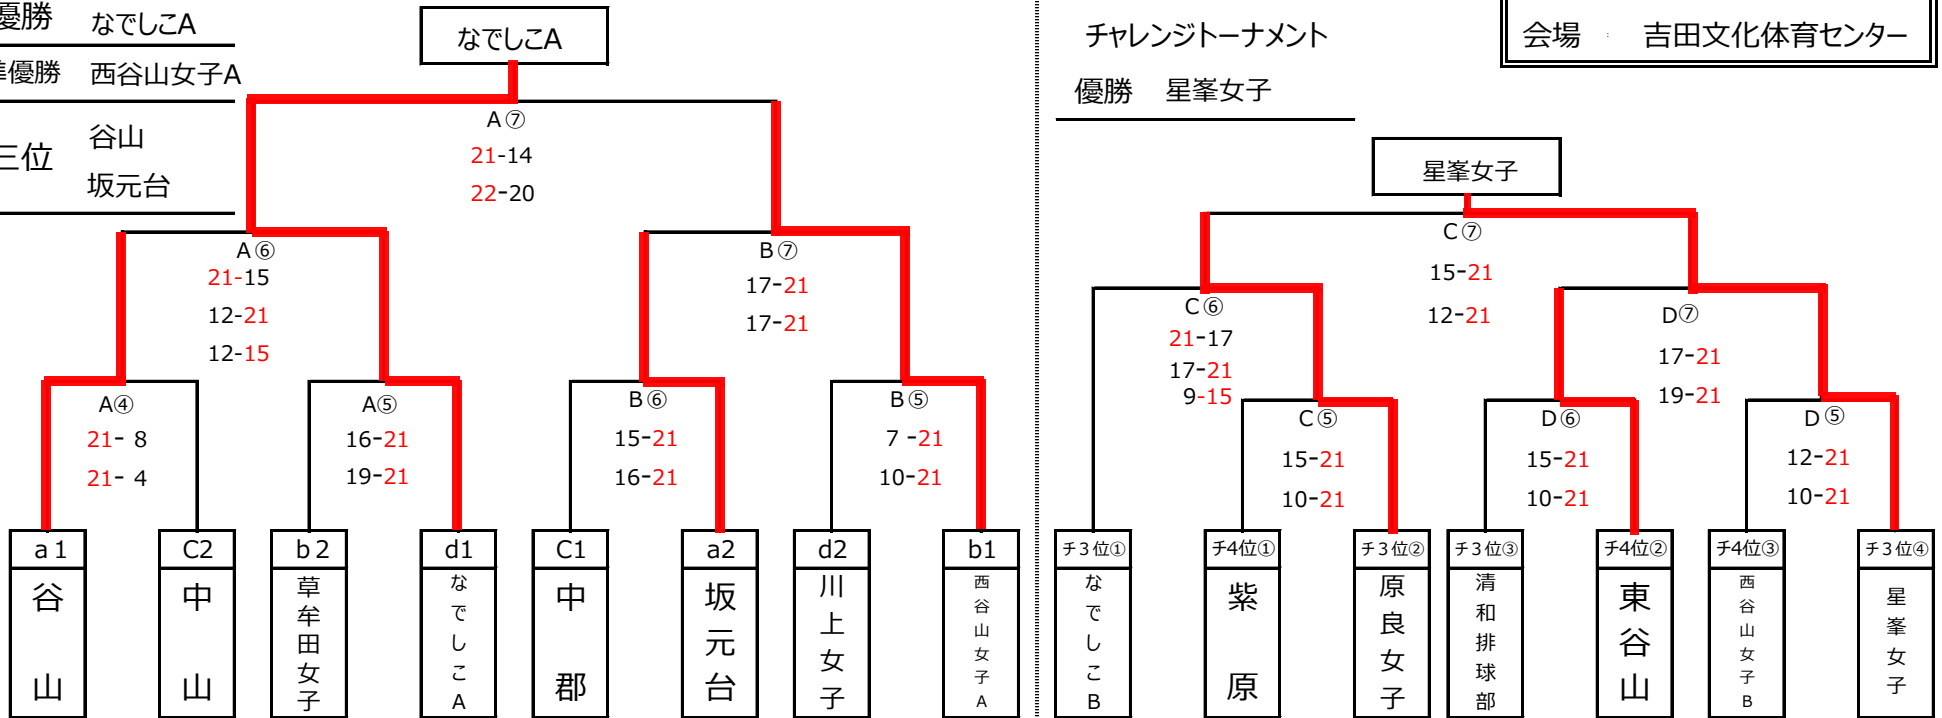 優勝 なでしこA
準優勝 西谷山女子A
三位 谷山
坂元台
なでしこA
A⑦
21-14
22-20
A⑥
21-15
12-21
12-15
B⑦
17-21
17-21
A④
21- 8
21- 4
A⑤
16-21
19-21
B⑥
15-21
16-21
B⑤
7 -21
10-21
a1 C2 b2 d1 C1 a2 d2 b1
谷山
中山
草牟田女子
なでしこA
中郡
坂元台
川上女子
西谷山女子A
チャレンジトーナメント
会場 : 吉田文化体育センター
優勝 星峯女子
星峯女子
C⑦
15-21
12-21
C⑥
21-17
17-21
9-15
D⑦
17-21
19-21
C⑤
15-21
10-21
D⑥
15-21
10-21
D⑤
12-21
10-21
チ3位① チ4位① チ3位② チ3位③ チ4位② チ4位③ チ3位④
なでしこB
紫原
原良女子
清和排球部
東谷山
西谷山女子B
星峯女子